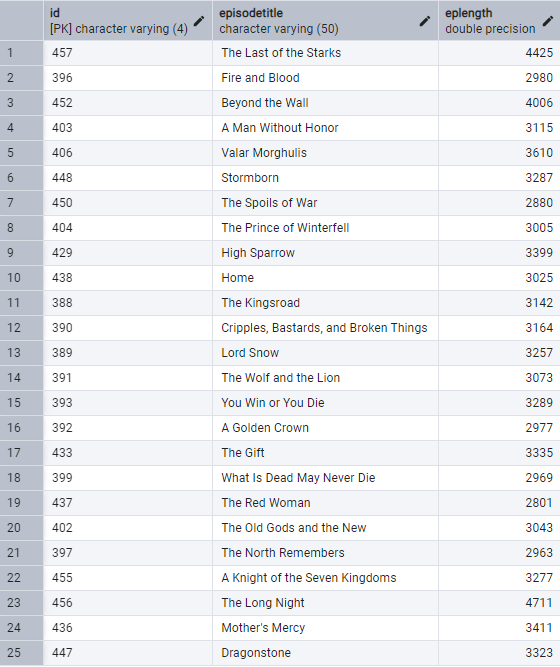 id episodetitle eplength
[PK] character varying (4) character varying (50) double precision
1 457 The Last of the Starks 4425
2 396 Fire and Blood 2980
3 452 Beyond the Wall 4006
4 403 A Man Without Honor 3115
5 406 Valar Morghulis 3610
6 448 Stormborn 3287
7 450 The Spoils of War 2880
8 404 The Prince of Winterfell 3005
9 429 High Sparrow 3399
10 438 Home 3025
11 388 The Kingsroad 3142
12 390 Cripples, Bastards, and Broken Things 3164
13 389 Lord Snow 3257
14 391 The Wolf and the Lion 3073
15 393 You Win or You Die 3289
16 392 A Golden Crown 2977
17 433 The Gift 3335
18 399 What Is Dead May Never Die 2969
19 437 The Red Woman 2801
20 402 The Old Gods and the New 3043
21 397 The North Remembers 2963
22 455 A Knight of the Seven Kingdoms 3277
23 456 The Long Night 4711
24 436 Mother's Mercy 3411
25 447 Dragonstone 3323